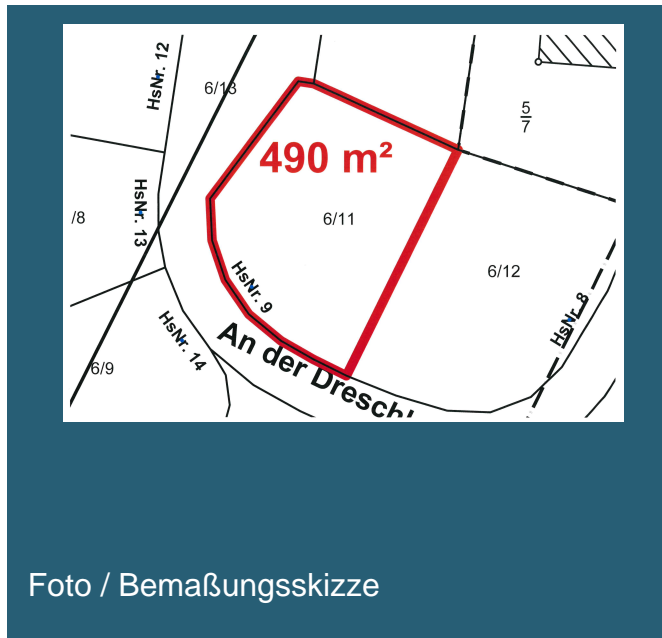 HsNr. 12
6/13
490 m²
5
7
/8
HsNr. 13
6/11
6/12
HsNr. 9
HsNr. 8
HsNr. 14
An der Dreschl
6/9
Foto / Bemaßungsskizze